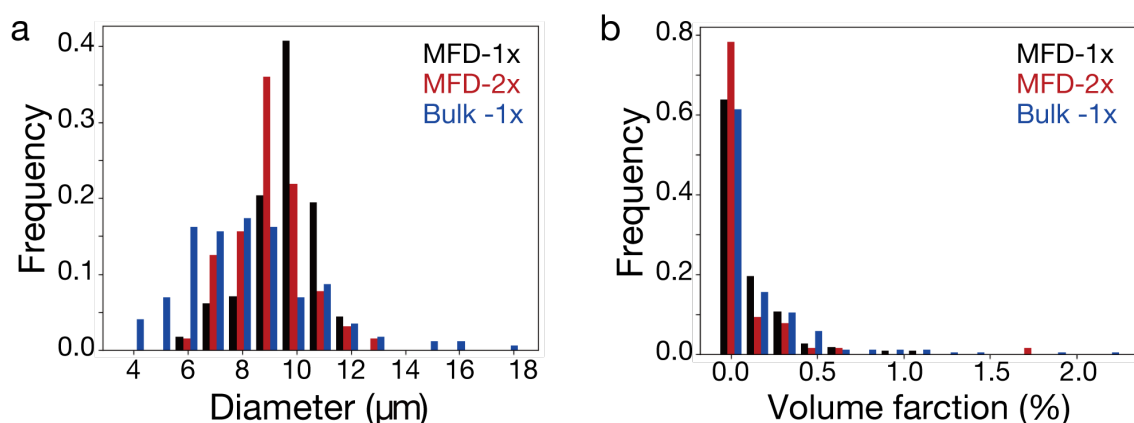 a
MFD-1x
MFD-2x
Bulk -1x
Frequency
0.4
0.3
0.2
0.1
0.0
4 6 8 10 12 14 16 18
Diameter (µm)
b
MFD-1x
MFD-2x
Bulk -1x
Frequency
0.8
0.6
0.4
0.2
0.0
0.0 0.5 1.0 1.5 2.0
Volume farction (%)